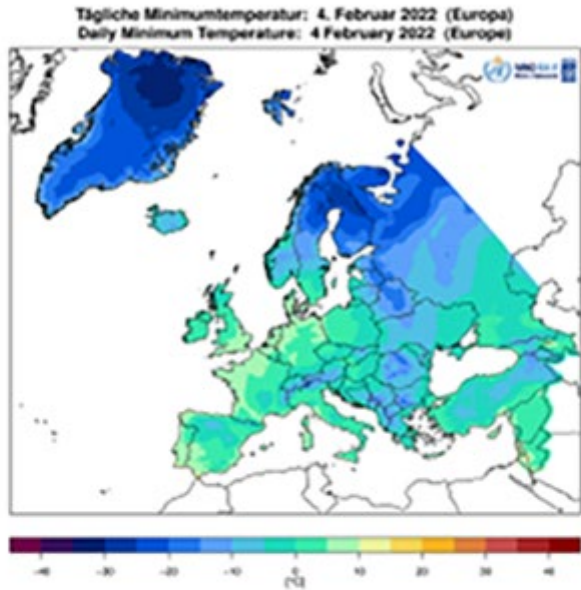 Tägliche Minimumtemperatur: 4. Februar 2022 (Europa)
Daily Minimum Temperature: 4 February 2022 (Europe)
-40 -30 -20 -10 0 10 20 30 40
[°C]